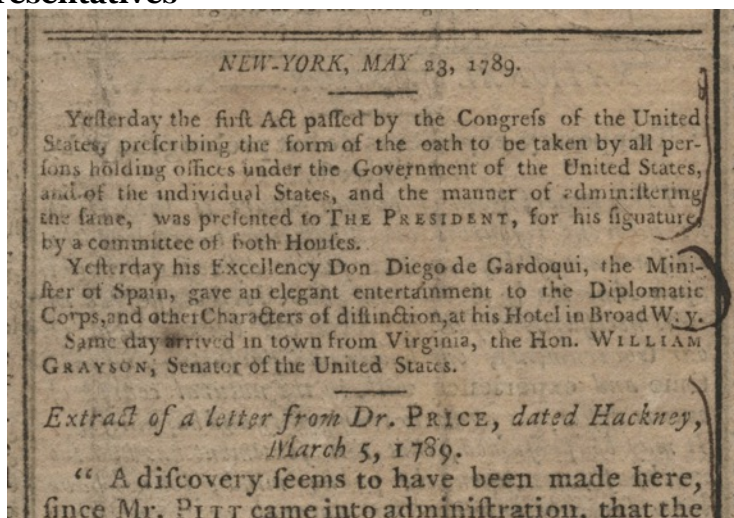 resentatives
NEW-YORK, MAY 23, 1789.
Yeſterday the firſt Act paſſed by the Congreſs of the United
States, preſcribing the form of the oath to be taken by all per-
ſons holding offices under the Government of the United States,
and of the individual States, and the manner of adminiſtering
the ſame, was preſented to THE PRESIDENT, for his ſignature,
by a committee of both Houſes.
Yeſterday his Excellency Don Diego de Gardoqui, the Mini-
ſter of Spain, gave an elegant entertainment to the Diplomatic
Corps, and other Characters of diſtinction, at his Hotel in Broad W. y.
Same day arrived in town from Virginia, the Hon. WILLIAM
GRAYSON, Senator of the United States.
Extract of a letter from Dr. PRICE, dated Hackney,
March 5, 1789.
“ A diſcovery ſeems to have been made here,
ſince Mr. PITT came into adminiſtration, that the